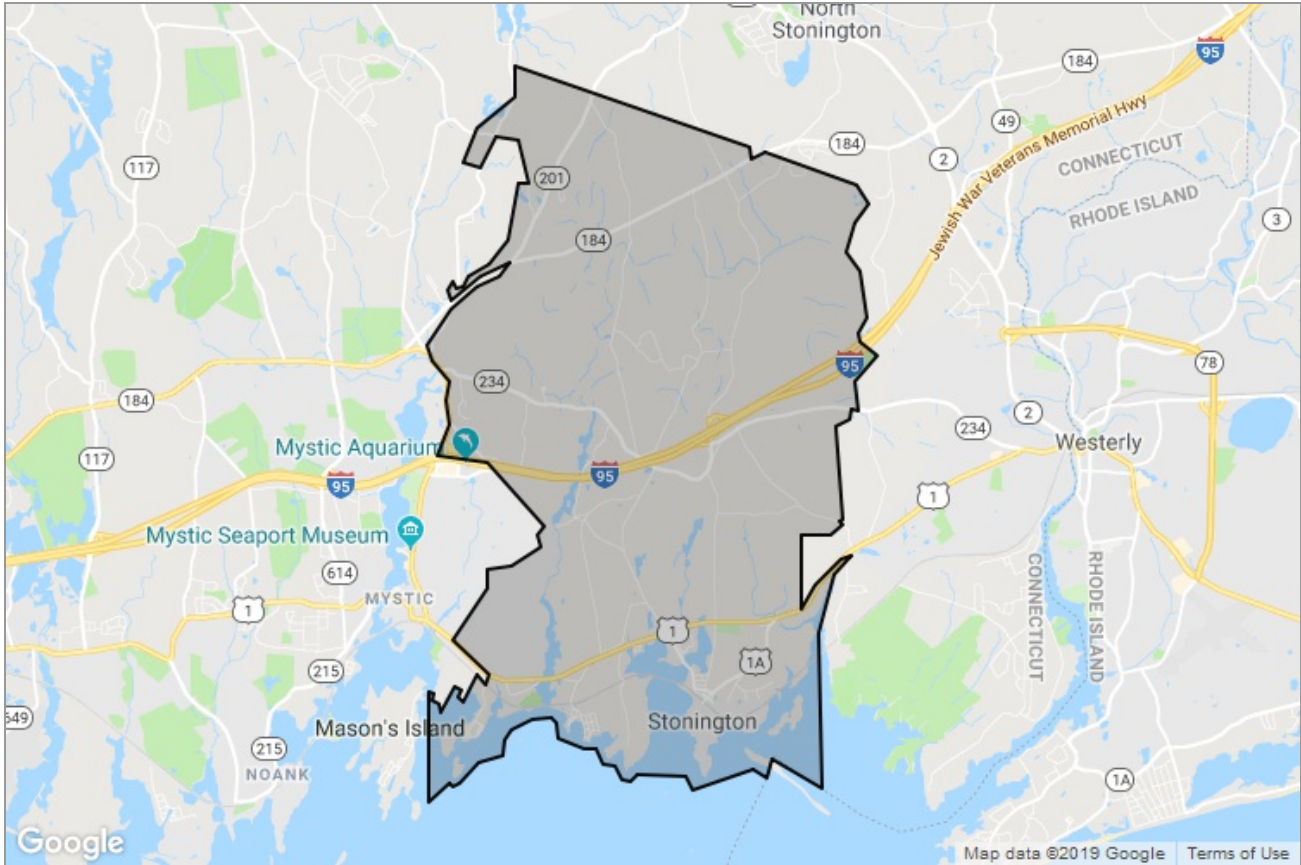 North
Stonington
95
184
117
49
184
2
Jewish War Veterans Memorial Hwy
CONNECTICUT
RHODE ISLAND
201
3
184
95
78
234
184
2
Mystic Aquarium
234
Westerly
117
95
95
1
Mystic Seaport Museum
614
CONNECTICUT
RHODE ISLAND
MYSTIC
1
1
215
1A
649
Mason's Island
Stonington
215
NOANK
1A
Google
Map data ©2019 Google
Terms of Use